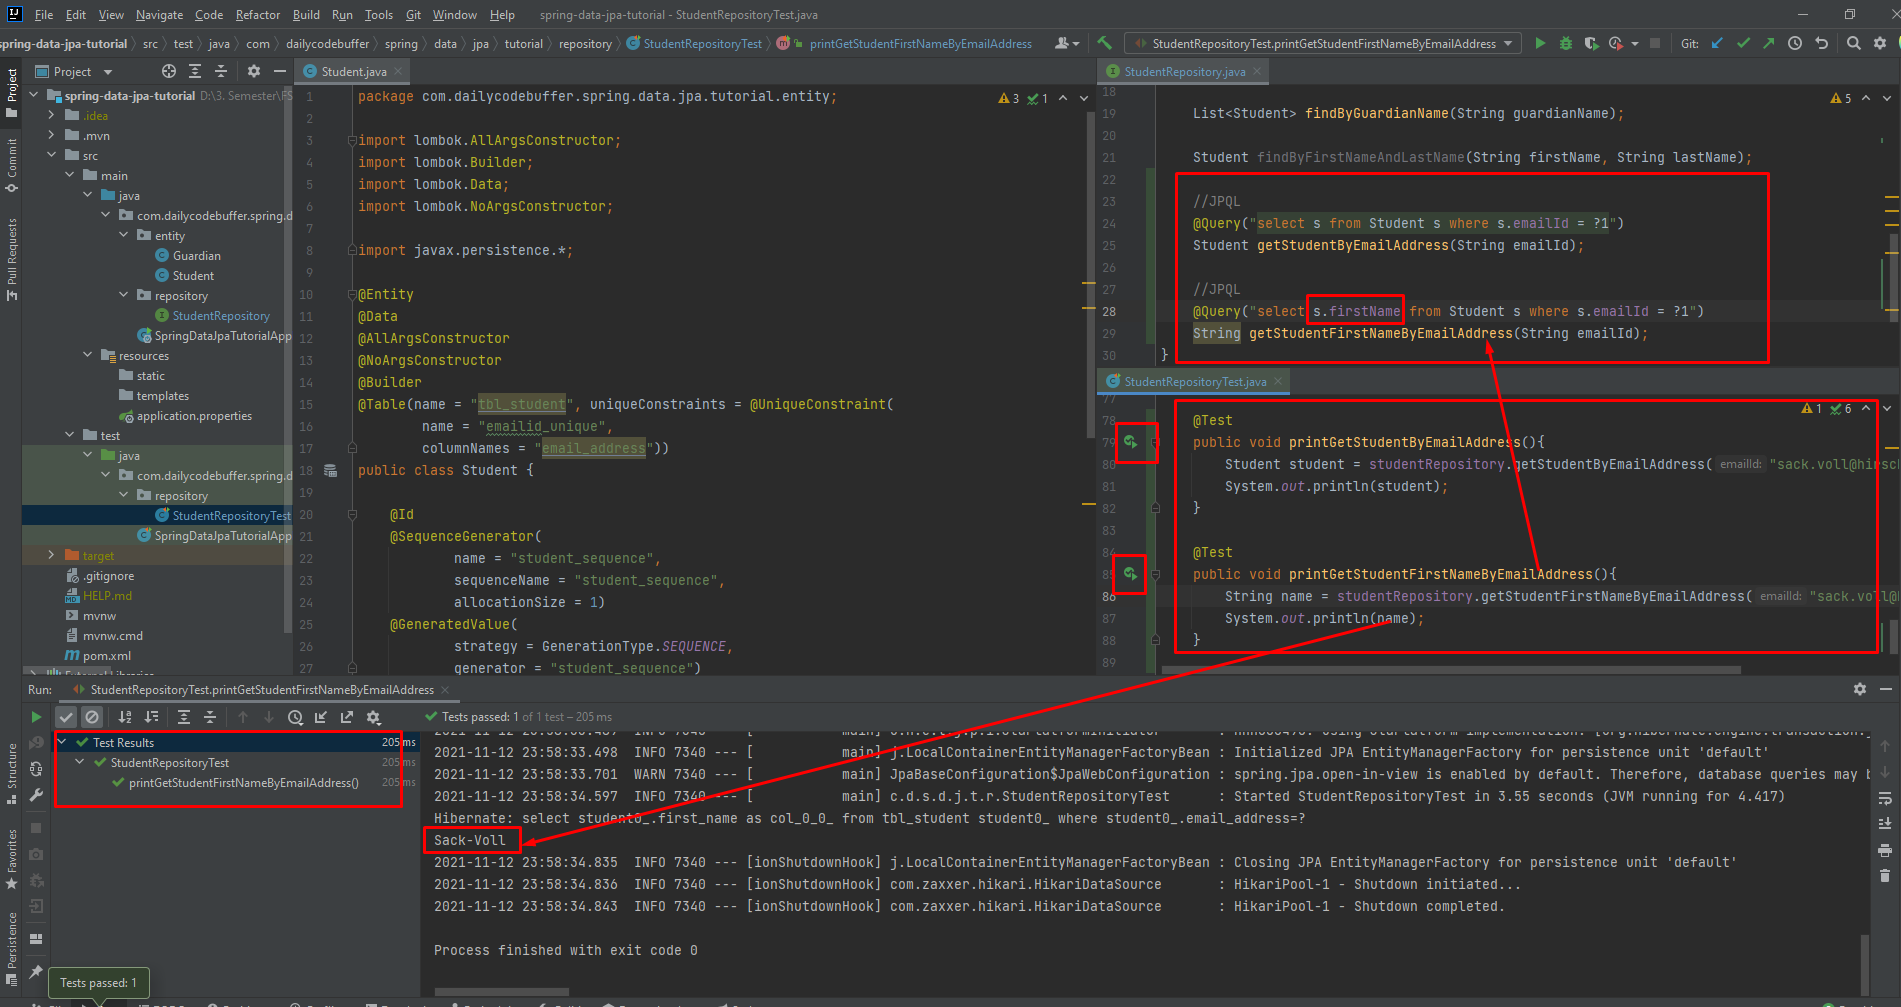 File Edit View Navigate Code Refactor Build Run Tools Git Window Help spring-data-jpa-tutorial - StudentRepositoryTest.java
spring-data-jpa-tutorial src test java com dailycodebuffer spring data jpa tutorial repository StudentRepositoryTest printGetStudentFirstNameByEmailAddress StudentRepositoryTest.printGetStudentFirstNameByEmailAddress Git:
Project
Commit
Pull Requests
Structure
Favorites
Persistence
Project
spring-data-jpa-tutorial D:\3. Semester\FS
.idea
.mvn
src
main
java
com.dailycodebuffer.spring.d
entity
Guardian
Student
repository
StudentRepository
SpringDataJpaTutorialApp
resources
static
templates
application.properties
test
java
com.dailycodebuffer.spring.d
repository
StudentRepositoryTest
SpringDataJpaTutorialApp
target
.gitignore
HELP.md
mvnw
mvnw.cmd
pom.xml
Student.java
3 1
1 package com.dailycodebuffer.spring.data.jpa.tutorial.entity;
2
3 import lombok.AllArgsConstructor;
4 import lombok.Builder;
5 import lombok.Data;
6 import lombok.NoArgsConstructor;
7
8 import javax.persistence.*;
9
10 @Entity
11 @Data
12 @AllArgsConstructor
13 @NoArgsConstructor
14 @Builder
15 @Table(name = "tbl_student", uniqueConstraints = @UniqueConstraint(
16 name = "emailid_unique",
17 columnNames = "email_address"))
18 public class Student {
19
20 @Id
21 @SequenceGenerator(
22 name = "student_sequence",
23 sequenceName = "student_sequence",
24 allocationSize = 1)
25 @GeneratedValue(
26 strategy = GenerationType.SEQUENCE,
27 generator = "student_sequence")
StudentRepository.java
5
18
19 List<Student> findByGuardianName(String guardianName);
20
21 Student findByFirstNameAndLastName(String firstName, String lastName);
22
23 //JPQL
24 @Query("select s from Student s where s.emailId = ?1")
25 Student getStudentByEmailAddress(String emailId);
26
27 //JPQL
28 @Query("select s.firstName from Student s where s.emailId = ?1")
29 String getStudentFirstNameByEmailAddress(String emailId);
30 }
StudentRepositoryTest.java
1 6
77
78 @Test
79 public void printGetStudentByEmailAddress(){
80 Student student = studentRepository.getStudentByEmailAddress( emailId: "sack.voll@hirsc
81 System.out.println(student);
82 }
83
84 @Test
85 public void printGetStudentFirstNameByEmailAddress(){
86 String name = studentRepository.getStudentFirstNameByEmailAddress( emailId: "sack.voll@
87 System.out.println(name);
88 }
89
Run: StudentRepositoryTest.printGetStudentFirstNameByEmailAddress
Tests passed: 1 of 1 test – 205 ms
Test Results 205 ms
StudentRepositoryTest 205 ms
printGetStudentFirstNameByEmailAddress() 205 ms
2021-11-12 23:58:33.498 INFO 7340 --- [ main] j.LocalContainerEntityManagerFactoryBean : Initialized JPA EntityManagerFactory for persistence unit 'default'
2021-11-12 23:58:33.701 WARN 7340 --- [ main] JpaBaseConfiguration$JpaWebConfiguration : spring.jpa.open-in-view is enabled by default. Therefore, database queries may b
2021-11-12 23:58:34.597 INFO 7340 --- [ main] c.d.s.d.j.t.r.StudentRepositoryTest : Started StudentRepositoryTest in 3.55 seconds (JVM running for 4.417)
Hibernate: select student0_.first_name as col_0_0_ from tbl_student student0_ where student0_.email_address=?
Sack-Voll
2021-11-12 23:58:34.835 INFO 7340 --- [ionShutdownHook] j.LocalContainerEntityManagerFactoryBean : Closing JPA EntityManagerFactory for persistence unit 'default'
2021-11-12 23:58:34.836 INFO 7340 --- [ionShutdownHook] com.zaxxer.hikari.HikariDataSource : HikariPool-1 - Shutdown initiated...
2021-11-12 23:58:34.843 INFO 7340 --- [ionShutdownHook] com.zaxxer.hikari.HikariDataSource : HikariPool-1 - Shutdown completed.
Process finished with exit code 0
Tests passed: 1